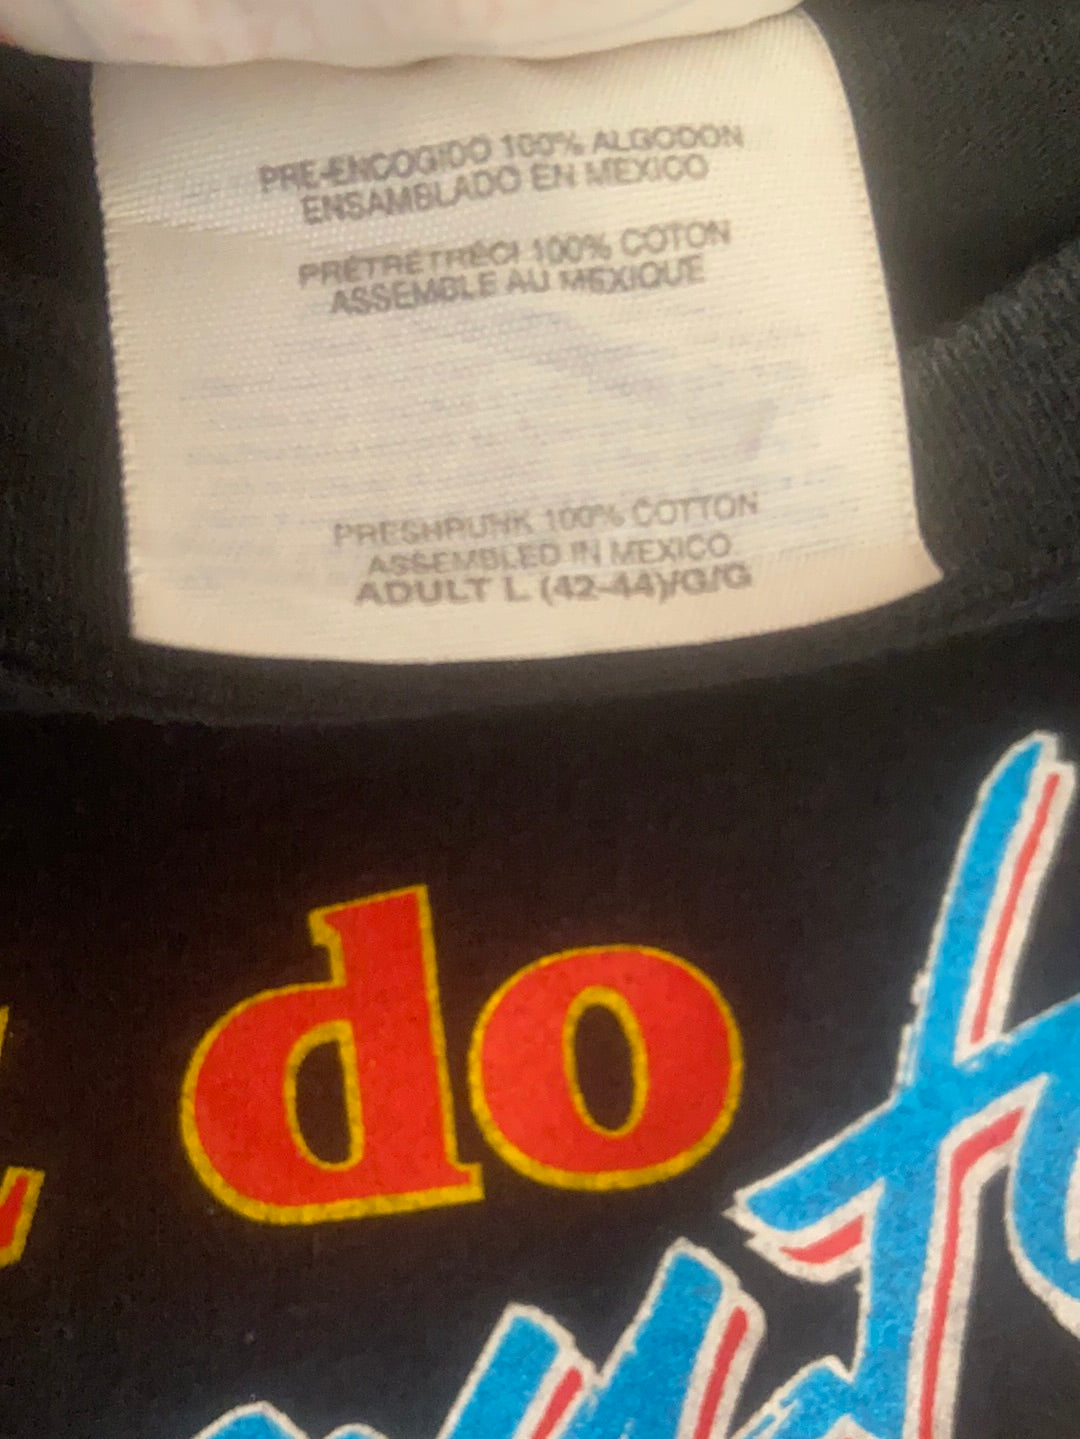 PRE-ENCOGIDO 100% ALGODON
ENSAMBLADO EN MEXICO
PRÉTRÉTRÉCI 100% COTON
ASSEMBLE AU MEXIQUE
PRESHRUNK 100% COTTON
ASSEMBLED IN MEXICO
ADULT L (42-44)/G/G
do